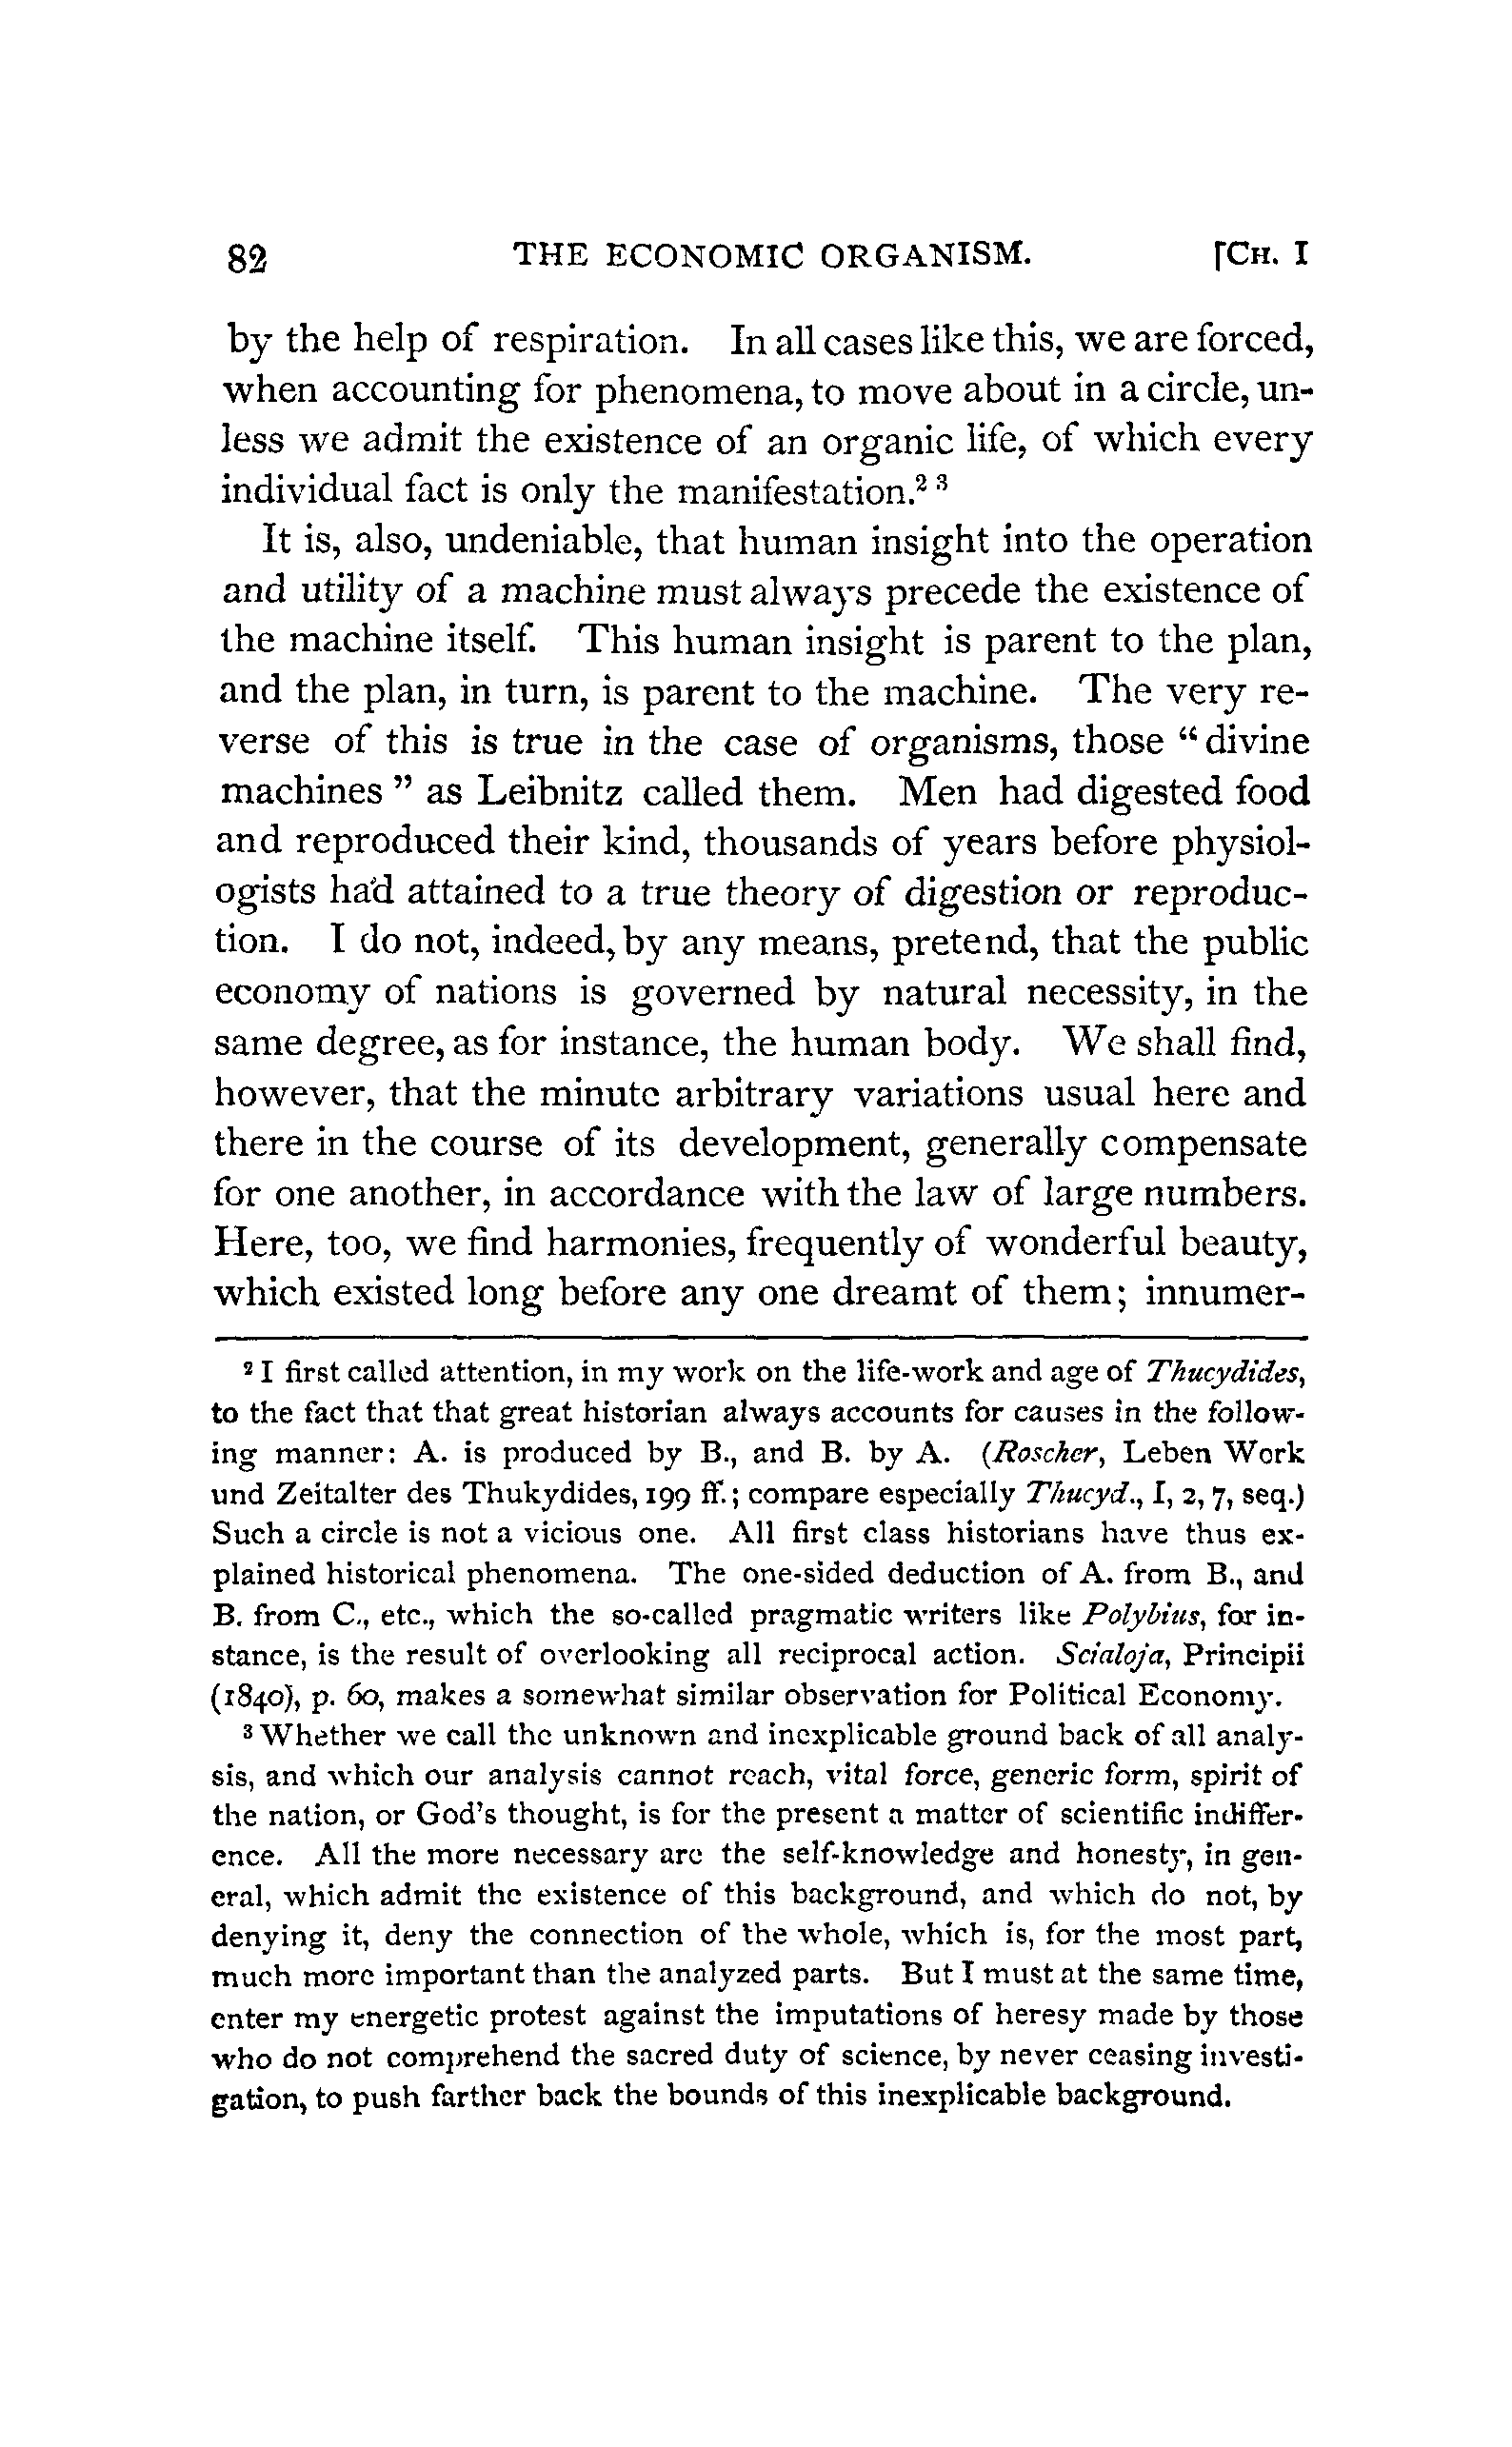 82 THE ECONOMIC ORGANISM. [CH. I
by the help of respiration. In all cases like this, we are forced,
when accounting for phenomena, to move about in a circle, un-
less we admit the existence of an organic life, of which every
individual fact is only the manifestation.² ³
It is, also, undeniable, that human insight into the operation
and utility of a machine must always precede the existence of
the machine itself. This human insight is parent to the plan,
and the plan, in turn, is parent to the machine. The very re-
verse of this is true in the case of organisms, those " divine
machines " as Leibnitz called them. Men had digested food
and reproduced their kind, thousands of years before physiol-
ogists had attained to a true theory of digestion or reproduc-
tion. I do not, indeed, by any means, pretend, that the public
economy of nations is governed by natural necessity, in the
same degree, as for instance, the human body. We shall find,
however, that the minute arbitrary variations usual here and
there in the course of its development, generally compensate
for one another, in accordance with the law of large numbers.
Here, too, we find harmonies, frequently of wonderful beauty,
which existed long before any one dreamt of them; innumer-
² I first called attention, in my work on the life-work and age of Thucydides,
to the fact that that great historian always accounts for causes in the follow-
ing manner: A. is produced by B., and B. by A. (Roscher, Leben Work
und Zeitalter des Thukydides, 199 ff.; compare especially Thucyd., I, 2, 7, seq.)
Such a circle is not a vicious one. All first class historians have thus ex-
plained historical phenomena. The one-sided deduction of A. from B., and
B. from C., etc., which the so-called pragmatic writers like Polybius, for in-
stance, is the result of overlooking all reciprocal action. Scialoja, Principii
(1840), p. 60, makes a somewhat similar observation for Political Economy.
³ Whether we call the unknown and inexplicable ground back of all analy-
sis, and which our analysis cannot reach, vital force, generic form, spirit of
the nation, or God's thought, is for the present a matter of scientific indiffer-
ence. All the more necessary are the self-knowledge and honesty, in gen-
eral, which admit the existence of this background, and which do not, by
denying it, deny the connection of the whole, which is, for the most part,
much more important than the analyzed parts. But I must at the same time,
enter my energetic protest against the imputations of heresy made by those
who do not comprehend the sacred duty of science, by never ceasing investi-
gation, to push farther back the bounds of this inexplicable background.